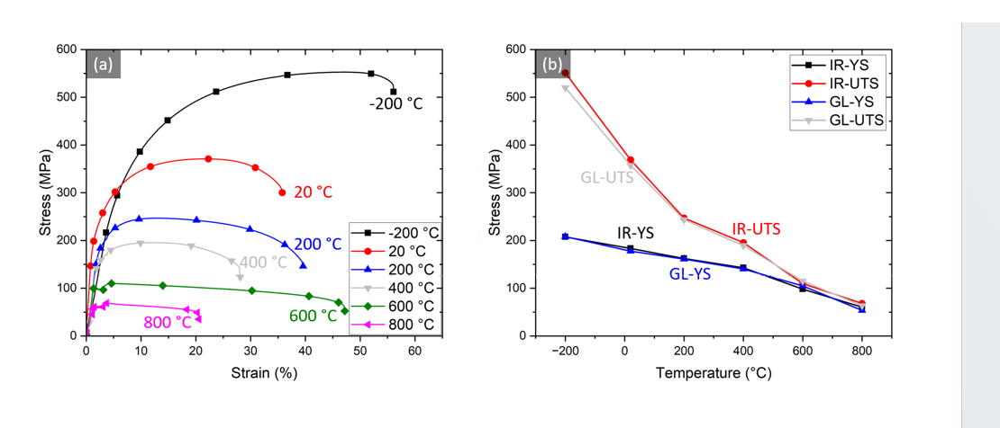 (a)
600
500
400
300
200
100
0
Stress (MPa)
0
10
20
30
40
50
60
Strain (%)
-200 °C
20 °C
200 °C
400 °C
600 °C
800 °C
-200 °C
20 °C
200 °C
400 °C
600 °C
800 °C
(b)
600
500
400
300
200
100
0
Stress (MPa)
−200
0
200
400
600
800
Temperature (°C)
IR-YS
IR-UTS
GL-YS
GL-UTS
GL-UTS
IR-YS
IR-UTS
GL-YS